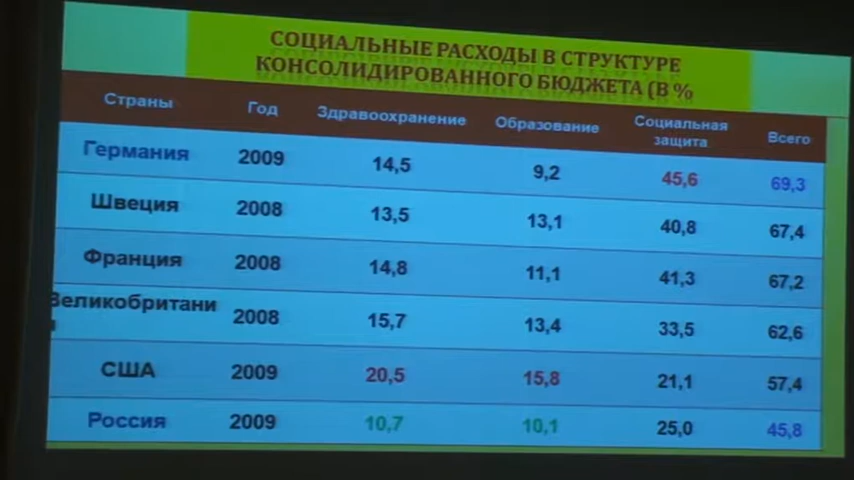 СОЦИАЛЬНЫЕ РАСХОДЫ В СТРУКТУРЕ
КОНСОЛИДИРОВАННОГО БЮДЖЕТА (В %
Страны Год Здравоохранение Образование Социальная защита Всего
Германия 2009 14,5 9,2 45,6 69,3
Швеция 2008 13,5 13,1 40,8 67,4
Франция 2008 14,8 11,1 41,3 67,2
Великобритани 2008 15,7 13,4 33,5 62,6
я
США 2009 20,5 15,8 21,1 57,4
Россия 2009 10,7 10,1 25,0 45,8